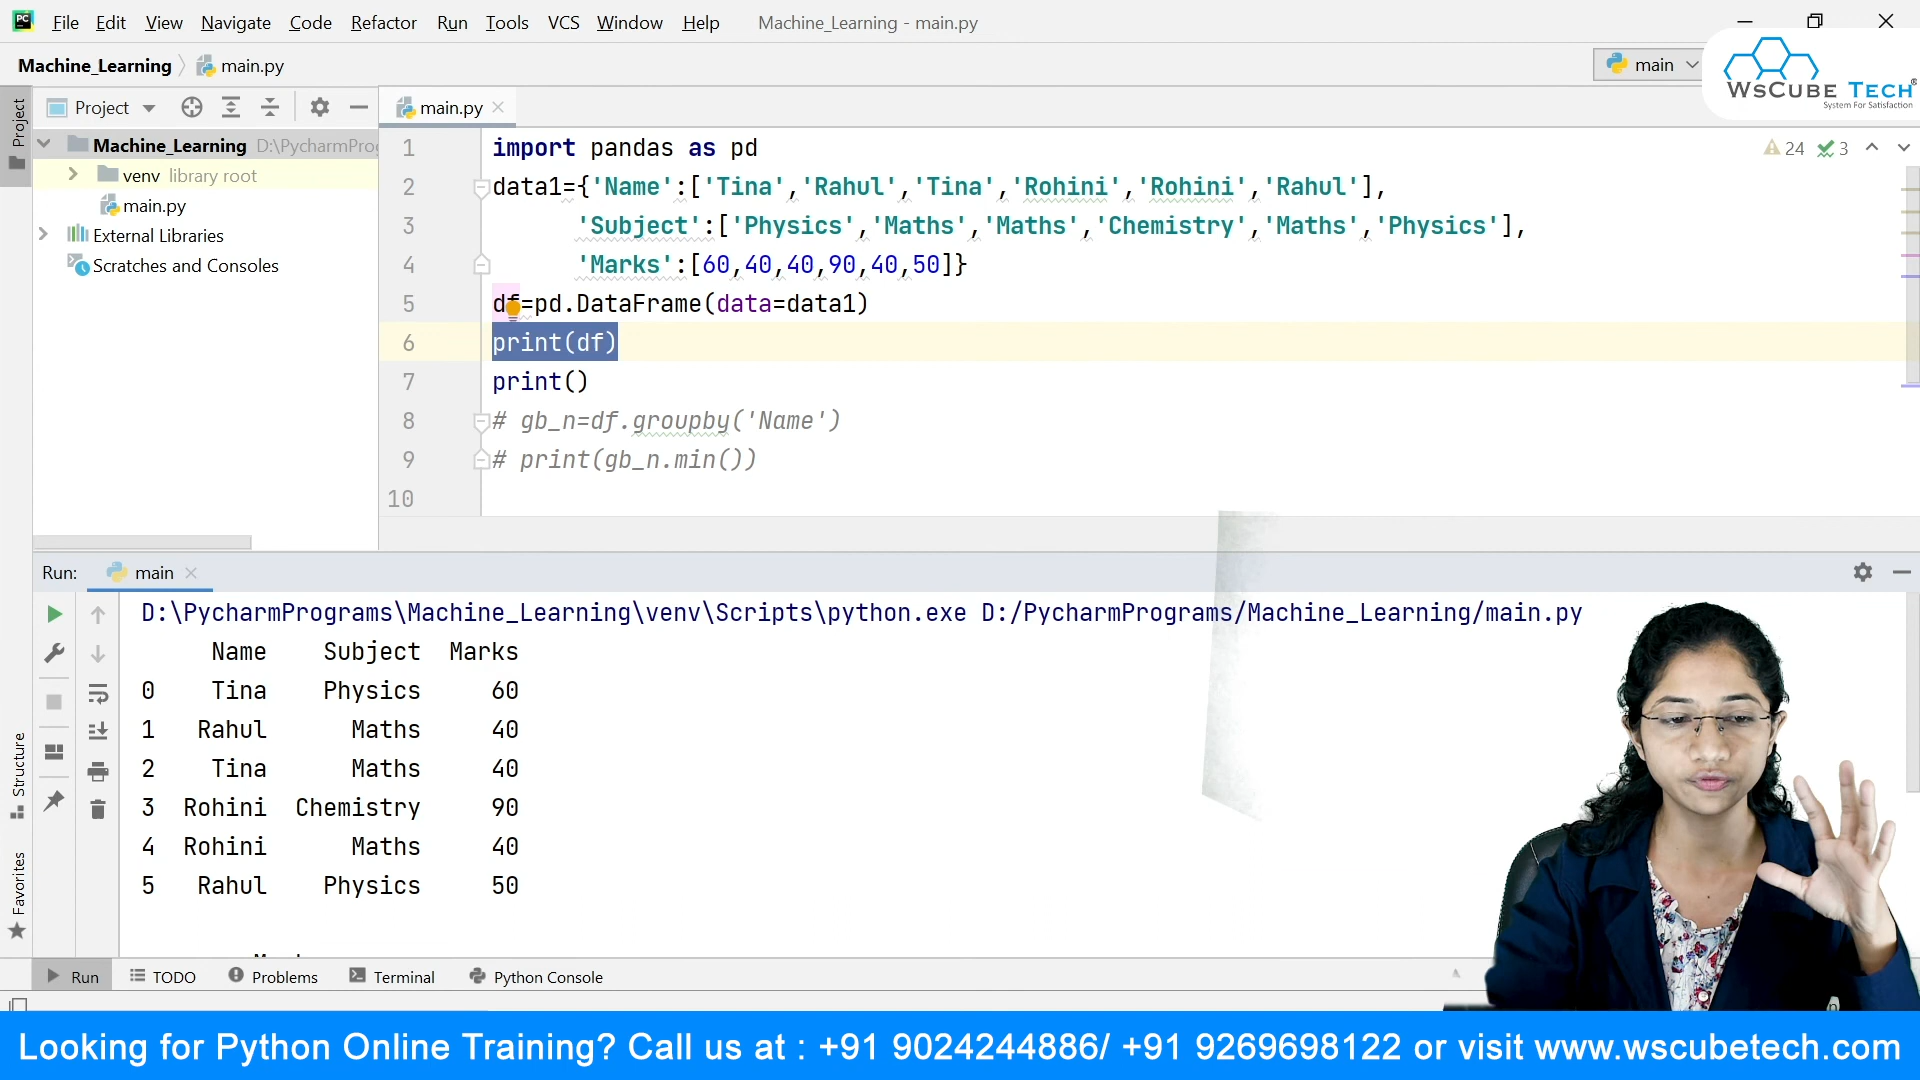 File Edit View Navigate Code Refactor Run Tools VCS Window Help Machine_Learning - main.py
Machine_Learning main.py main
WsCube Tech®
System For Satisfaction
Project main.py
Project
Machine_Learning D:\PycharmProg
venv library root
main.py
External Libraries
Scratches and Consoles
24 3
1 import pandas as pd
2 data1={'Name':['Tina','Rahul','Tina','Rohini','Rohini','Rahul'],
3 'Subject':['Physics','Maths','Maths','Chemistry','Maths','Physics'],
4 'Marks':[60,40,40,90,40,50]}
5 df=pd.DataFrame(data=data1)
6 print(df)
7 print()
8 # gb_n=df.groupby('Name')
9 # print(gb_n.min())
10
Run: main
D:\PycharmPrograms\Machine_Learning\venv\Scripts\python.exe D:/PycharmPrograms/Machine_Learning/main.py
Name Subject Marks
0 Tina Physics 60
1 Rahul Maths 40
2 Tina Maths 40
3 Rohini Chemistry 90
4 Rohini Maths 40
5 Rahul Physics 50
Structure
Favorites
Run TODO Problems Terminal Python Console
Looking for Python Online Training? Call us at : +91 9024244886/ +91 9269698122 or visit www.wscubetech.com